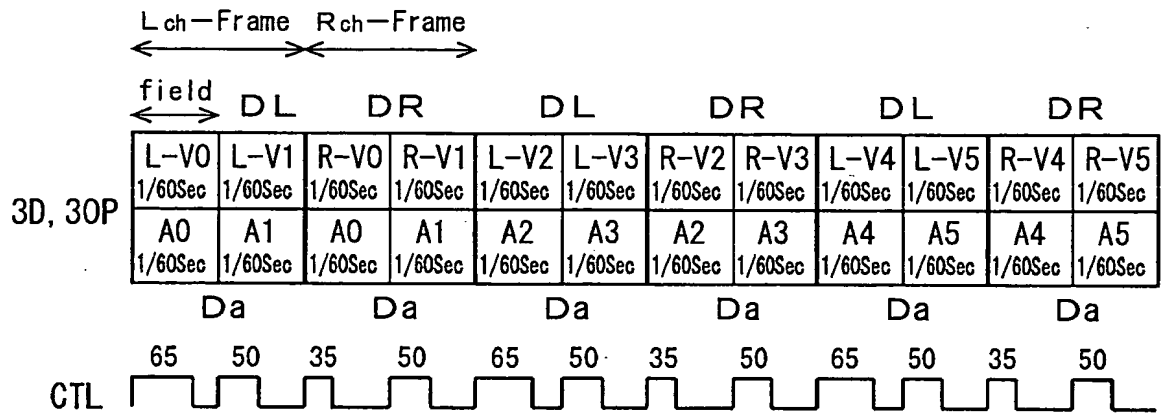 Lch-Frame Rch-Frame
field DL DR DL DR DL DR
L-V0 L-V1 R-V0 R-V1 L-V2 L-V3 R-V2 R-V3 L-V4 L-V5 R-V4 R-V5
1/60Sec 1/60Sec 1/60Sec 1/60Sec 1/60Sec 1/60Sec 1/60Sec 1/60Sec 1/60Sec 1/60Sec 1/60Sec 1/60Sec
3D, 30P
A0 A1 A0 A1 A2 A3 A2 A3 A4 A5 A4 A5
1/60Sec 1/60Sec 1/60Sec 1/60Sec 1/60Sec 1/60Sec 1/60Sec 1/60Sec 1/60Sec 1/60Sec 1/60Sec 1/60Sec
Da Da Da Da Da Da
65 50 35 50 65 50 35 50 65 50 35 50
CTL